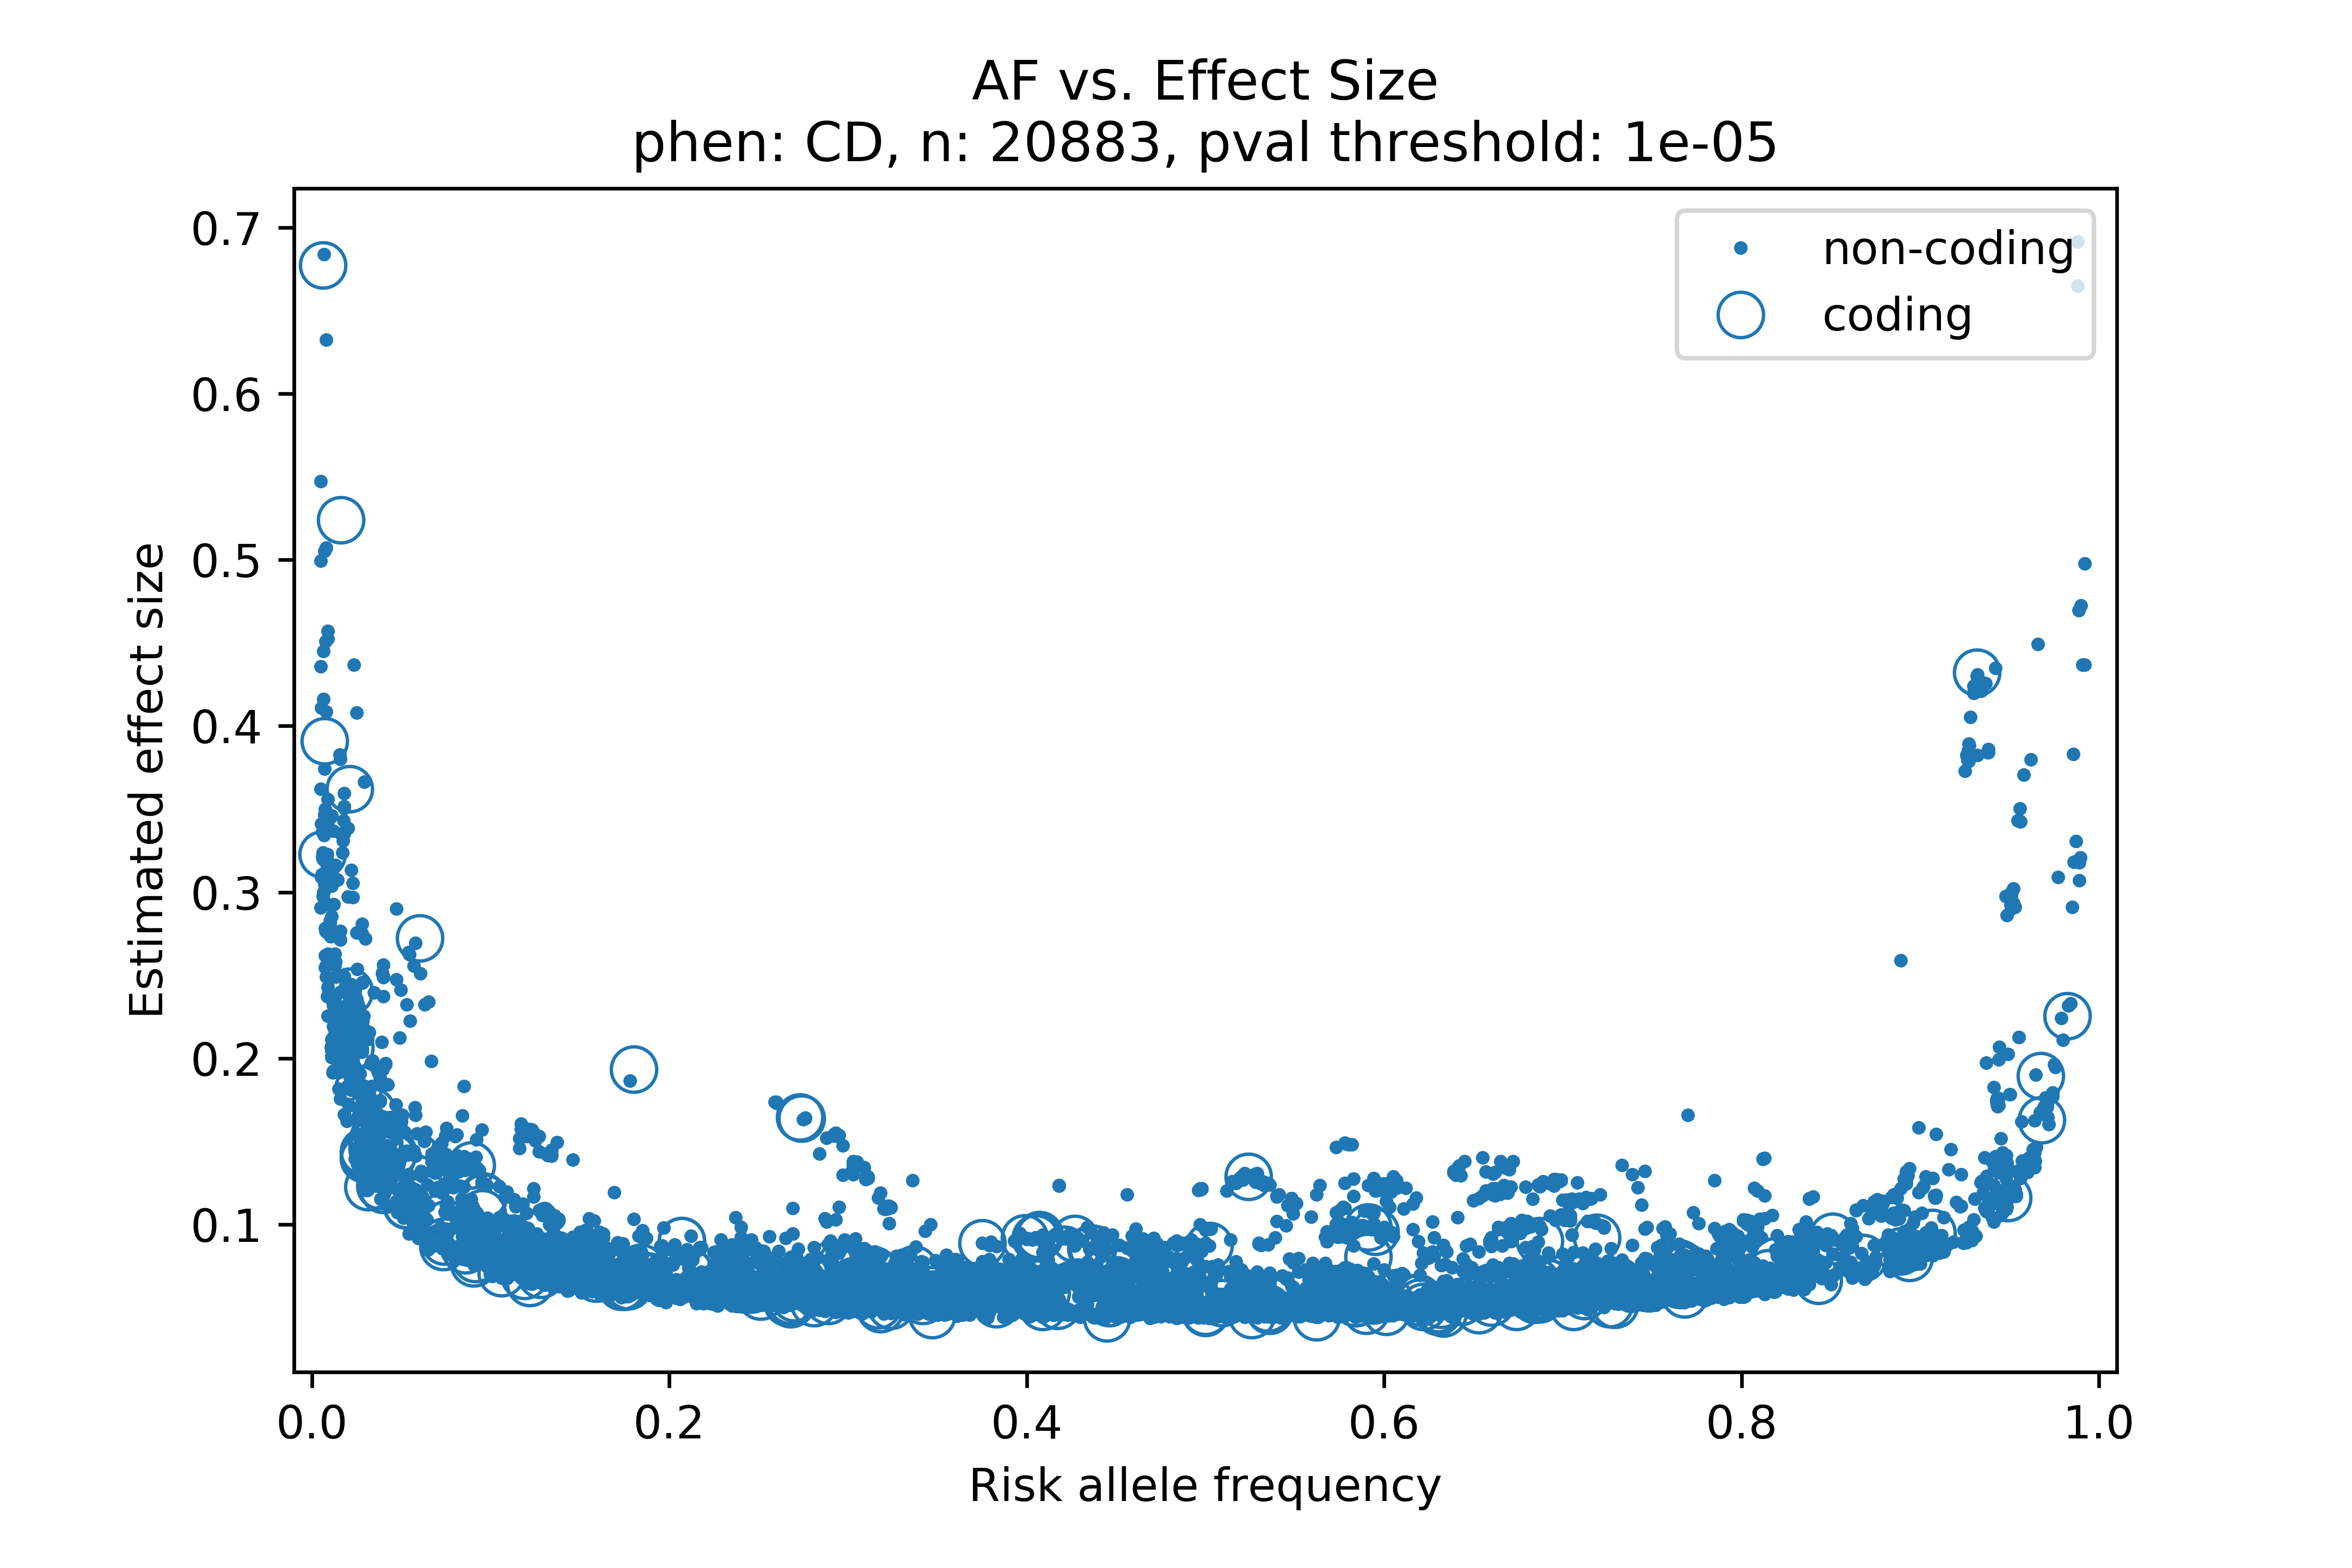 AF vs. Effect Size
phen: CD, n: 20883, pval threshold: 1e-05
non-coding
coding
Estimated effect size
0.7
0.6
0.5
0.4
0.3
0.2
0.1
0.0 0.2 0.4 0.6 0.8 1.0
Risk allele frequency